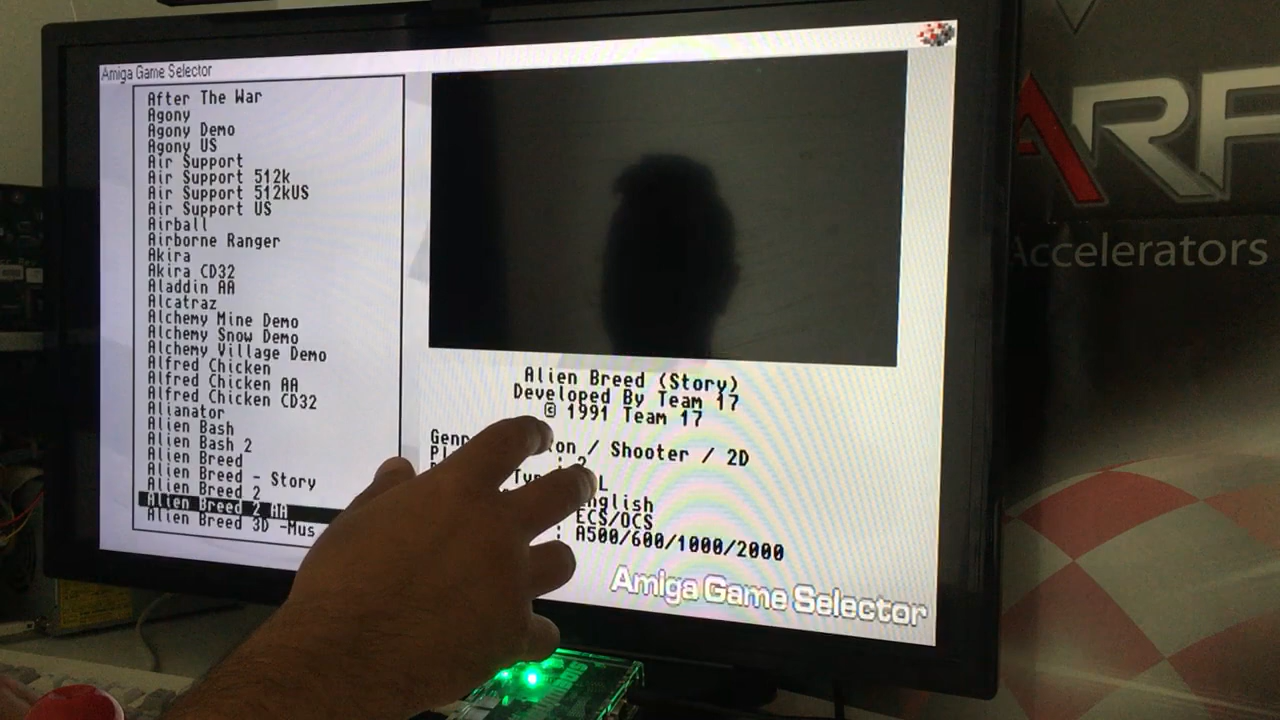 Amiga Game Selector
After The War
Agony
Agony Demo
Agony US
Air Support
Air Support 512k
Air Support 512kUS
Air Support US
Airball
Airborne Ranger
Akira
Akira CD32
Aladdin AA
Alcatraz
Alchemy Mine Demo
Alchemy Snow Demo
Alchemy Village Demo
Alfred Chicken
Alfred Chicken AA
Alfred Chicken CD32
Alianator
Alien Bash
Alien Bash 2
Alien Breed
Alien Breed - Story
Alien Breed 2
Alien Breed 2 AA
Alien Breed 3D -Mus
Alien Breed (Story)
Developed By Team 17
© 1991 Team 17
/ Shooter / 2D
: 2
English
: ECS/OCS
: A500/600/1000/2000
Amiga Game Selector
Accelerators